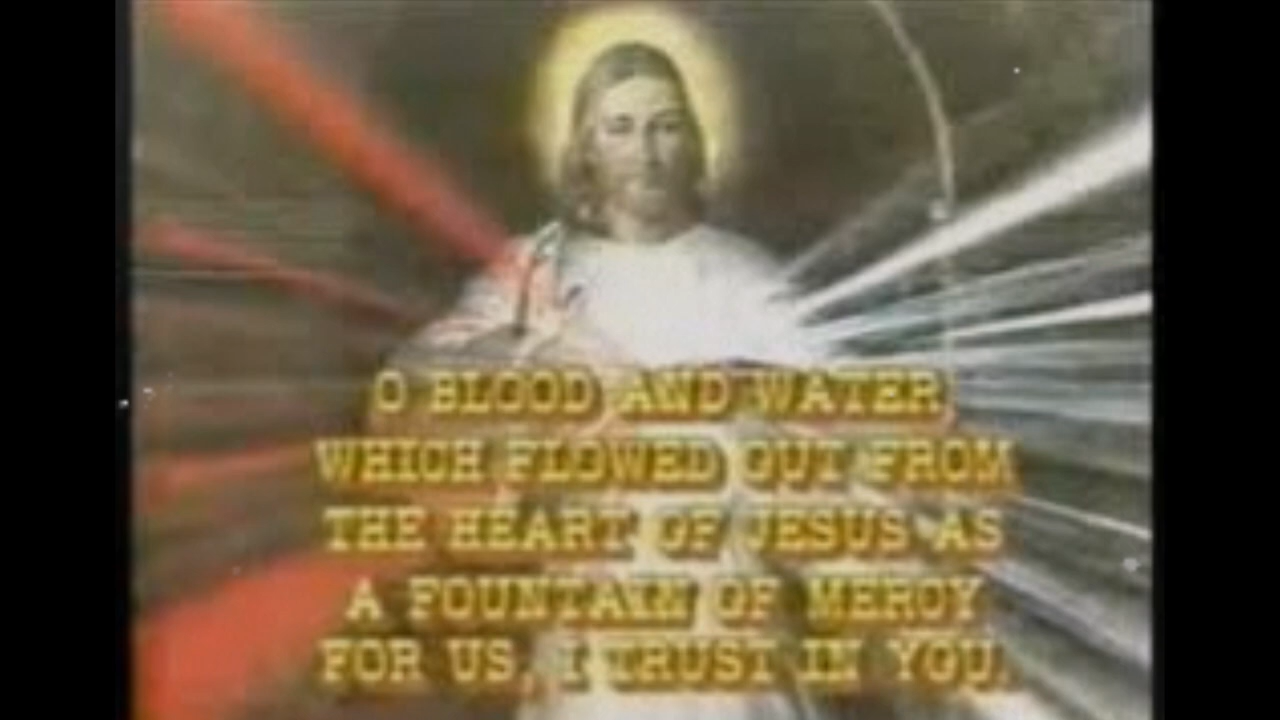 O BLOOD AND WATER
WHICH FLOWED OUT FROM
THE HEART OF JESUS AS
A FOUNTAIN OF MERCY
FOR US, I TRUST IN YOU.